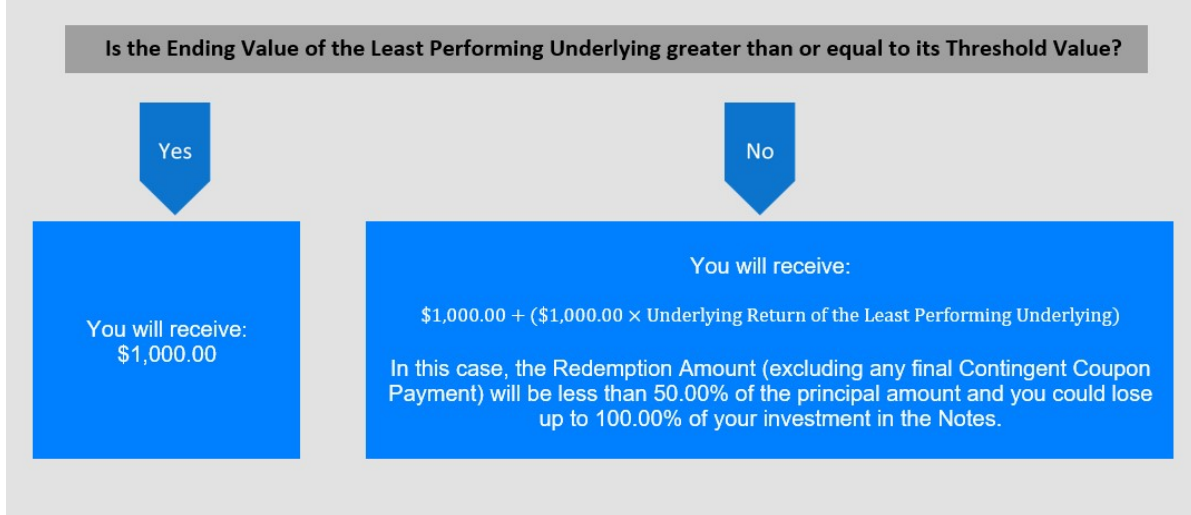 Is the Ending Value of the Least Performing Underlying greater than or equal to its Threshold Value?
Yes
No
You will receive:
$1,000.00
You will receive:
$1,000.00 + ($1,000.00 × Underlying Return of the Least Performing Underlying)
In this case, the Redemption Amount (excluding any final Contingent Coupon
Payment) will be less than 50.00% of the principal amount and you could lose
up to 100.00% of your investment in the Notes.